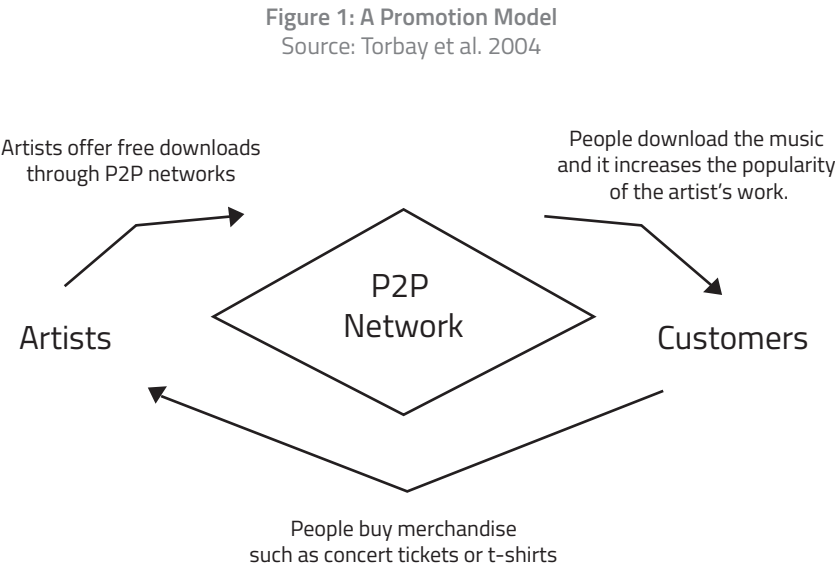 Figure 1: A Promotion Model
Source: Torbay et al. 2004
Artists offer free downloads
through P2P networks
People download the music
and it increases the popularity
of the artist's work.
P2P
Network
Artists
Customers
People buy merchandise
such as concert tickets or t-shirts